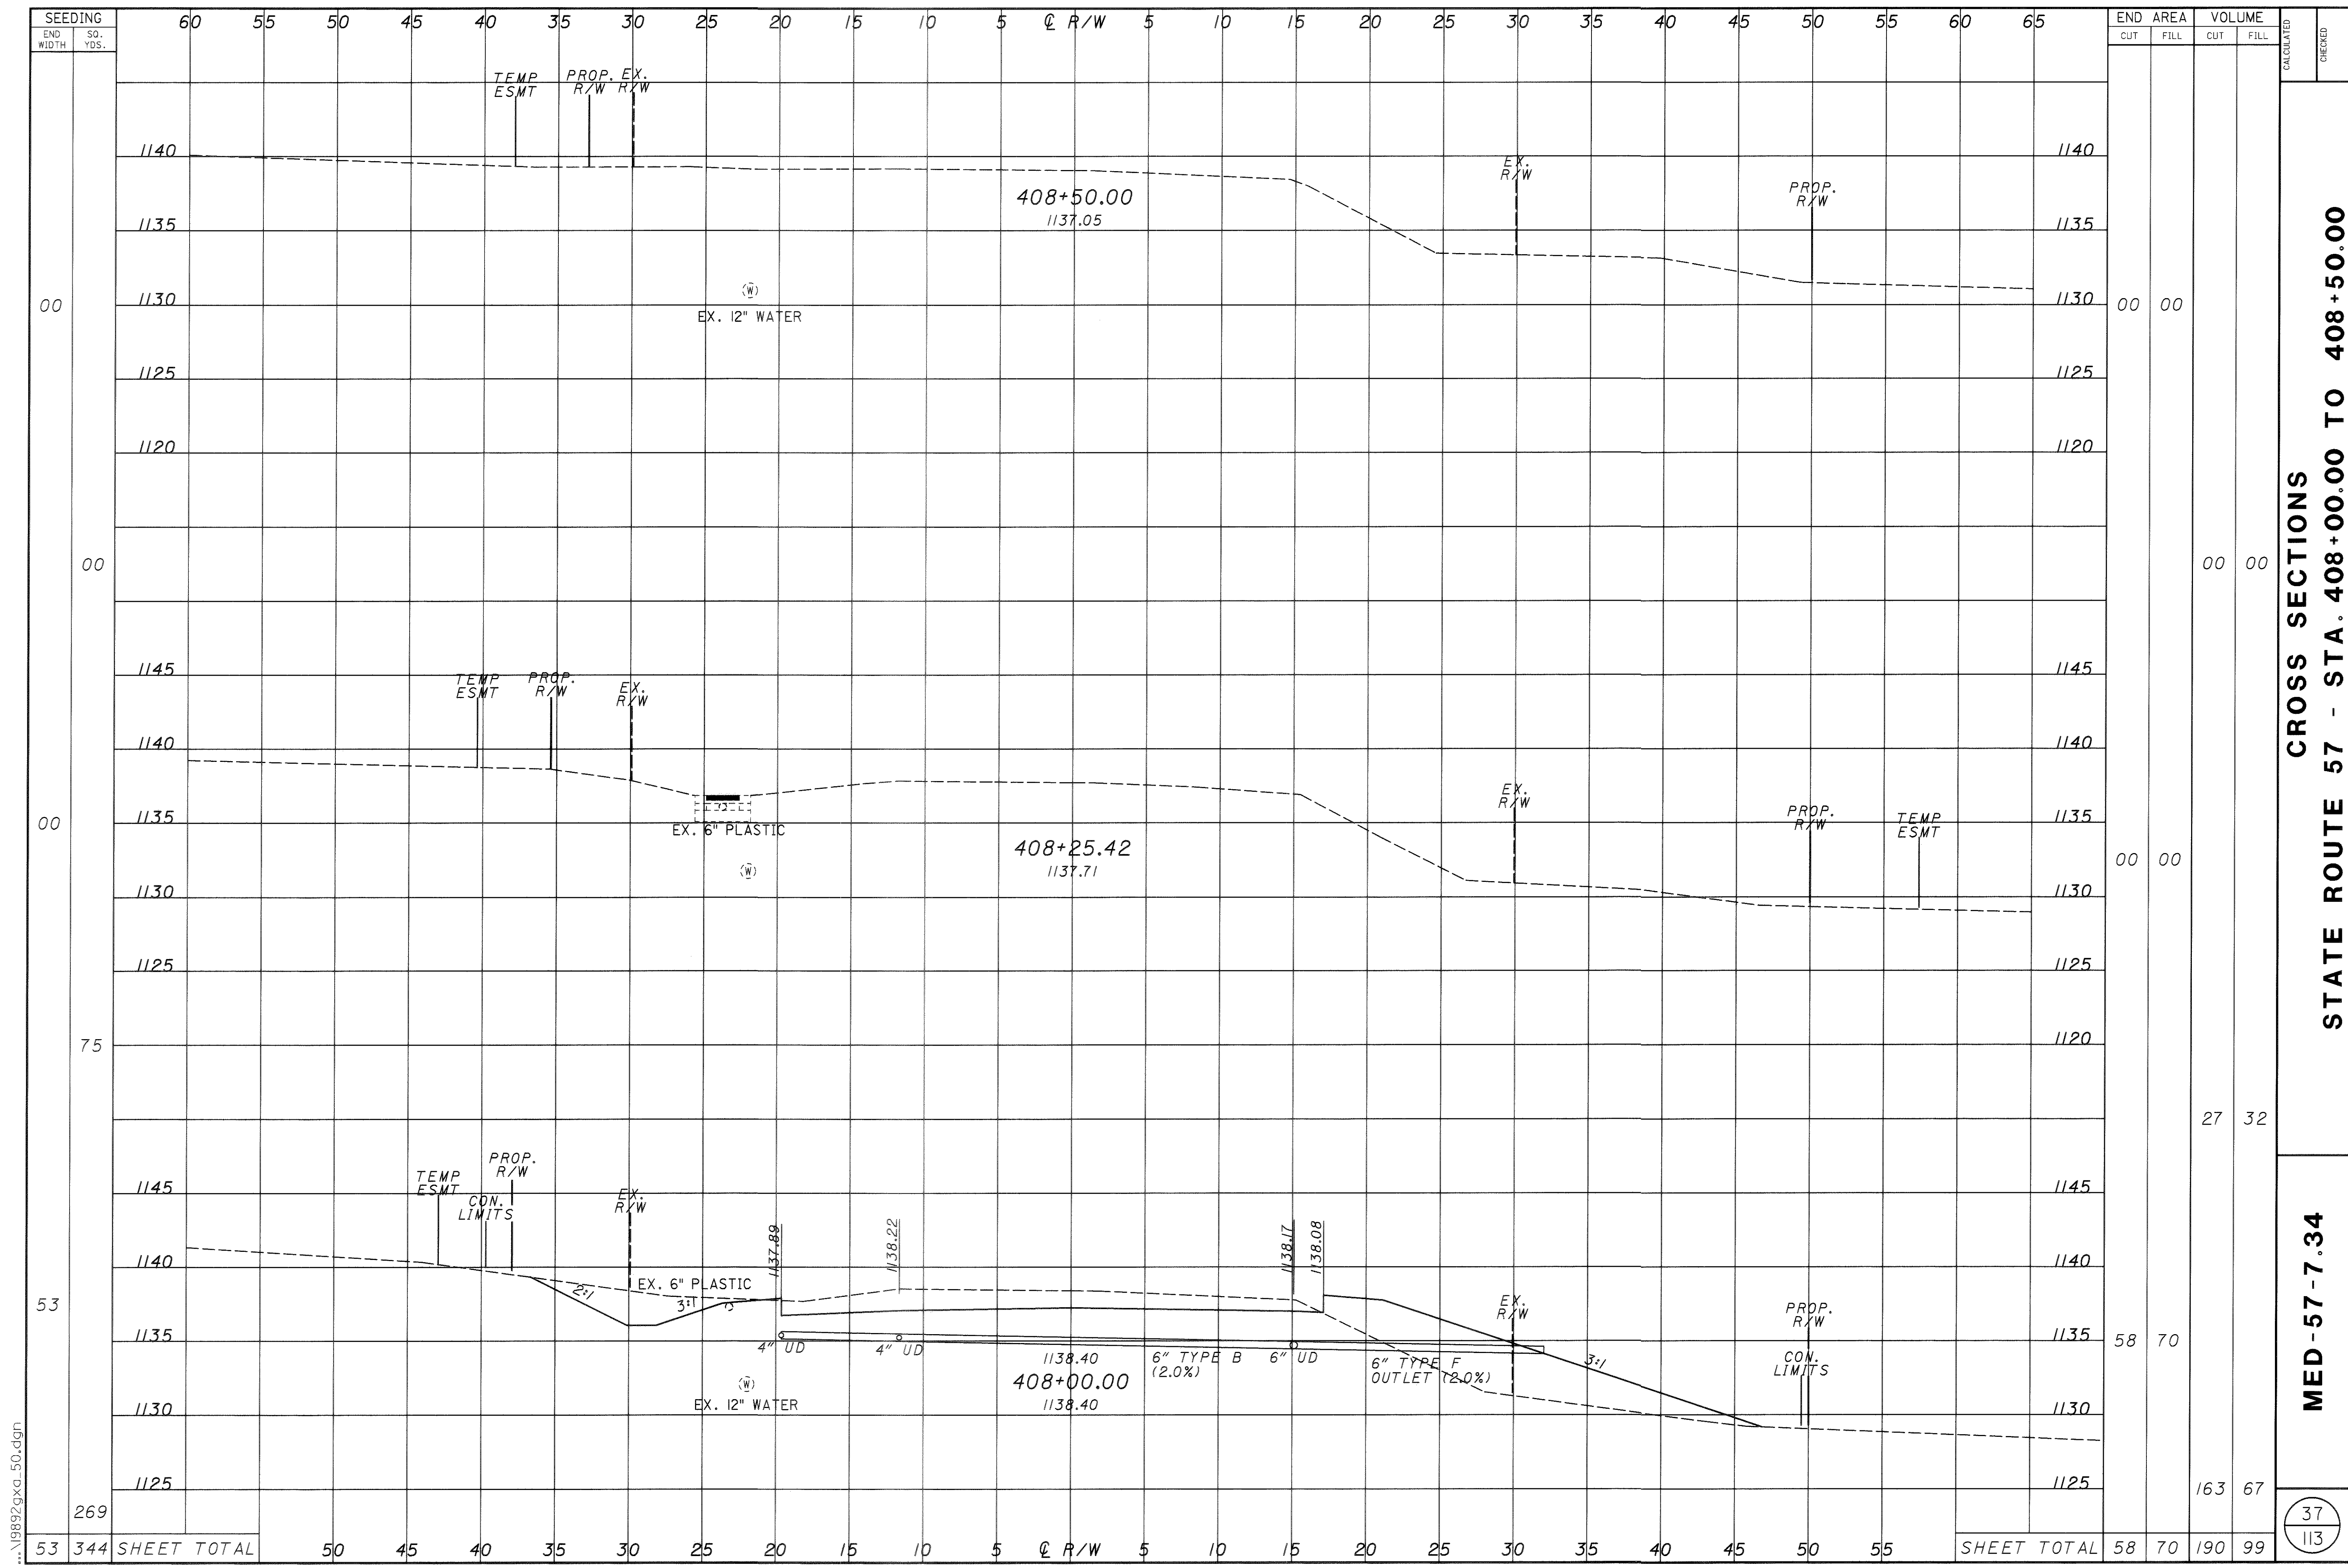 SEEDING
END WIDTH
SQ. YDS.
60 55 50 45 40 35 30 25 20 15 10 5 ℄ R/W 5 10 15 20 25 30 35 40 45 50 55 60 65
END AREA VOLUME
CUT FILL CUT FILL
CALCULATED
CHECKED
TEMP ESMT
PROP. R/W
EX. R/W
1140 1140
EX. R/W
PROP. R/W
408+50.00
1137.05
1135 1135
00 1130 1130 00 00
W
EX. 12" WATER
1125 1125
1120 1120
00 00 00
1145 1145
TEMP ESMT
PROP. R/W
EX. R/W
1140 1140
EX. R/W
PROP. R/W
TEMP ESMT
00 1135 1135
EX. 6" PLASTIC
408+25.42
1137.71
00 00
W
1130 1130
1125 1125
75 1120 1120
27 32
TEMP ESMT
PROP. R/W
CON. LIMITS
1145 1145
EX. R/W
1137.89
1138.22
1138.17
1138.08
1140 1140
EX. 6" PLASTIC
2:1
3:1
53
EX. R/W
PROP. R/W
1135 1135 58 70
4" UD
4" UD
1138.40
6" TYPE B
(2.0%)
6" UD
6" TYPE F
OUTLET (2.0%)
3:1
CON. LIMITS
408+00.00
1138.40
W
EX. 12" WATER
1130 1130
1125 1125
163 67
269
53 344 SHEET TOTAL
50 45 40 35 30 25 20 15 10 5 ℄ R/W 5 10 15 20 25 30 35 40 45 50 55
SHEET TOTAL 58 70 190 99
CROSS SECTIONS
STATE ROUTE 57 - STA. 408+00.00 TO 408+50.00
MED-57-7.34
37
113
...\19892gxa_50.dgn